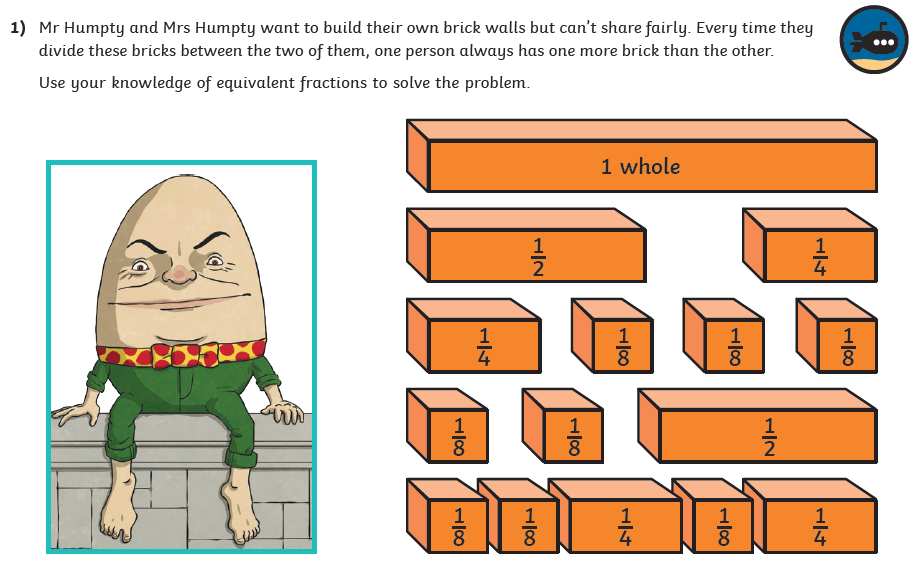 1) Mr Humpty and Mrs Humpty want to build their own brick walls but can't share fairly. Every time they
divide these bricks between the two of them, one person always has one more brick than the other.
Use your knowledge of equivalent fractions to solve the problem.
1 whole
1/2 1/4
1/4 1/8 1/8 1/8
1/8 1/8 1/2
1/8 1/8 1/4 1/8 1/4